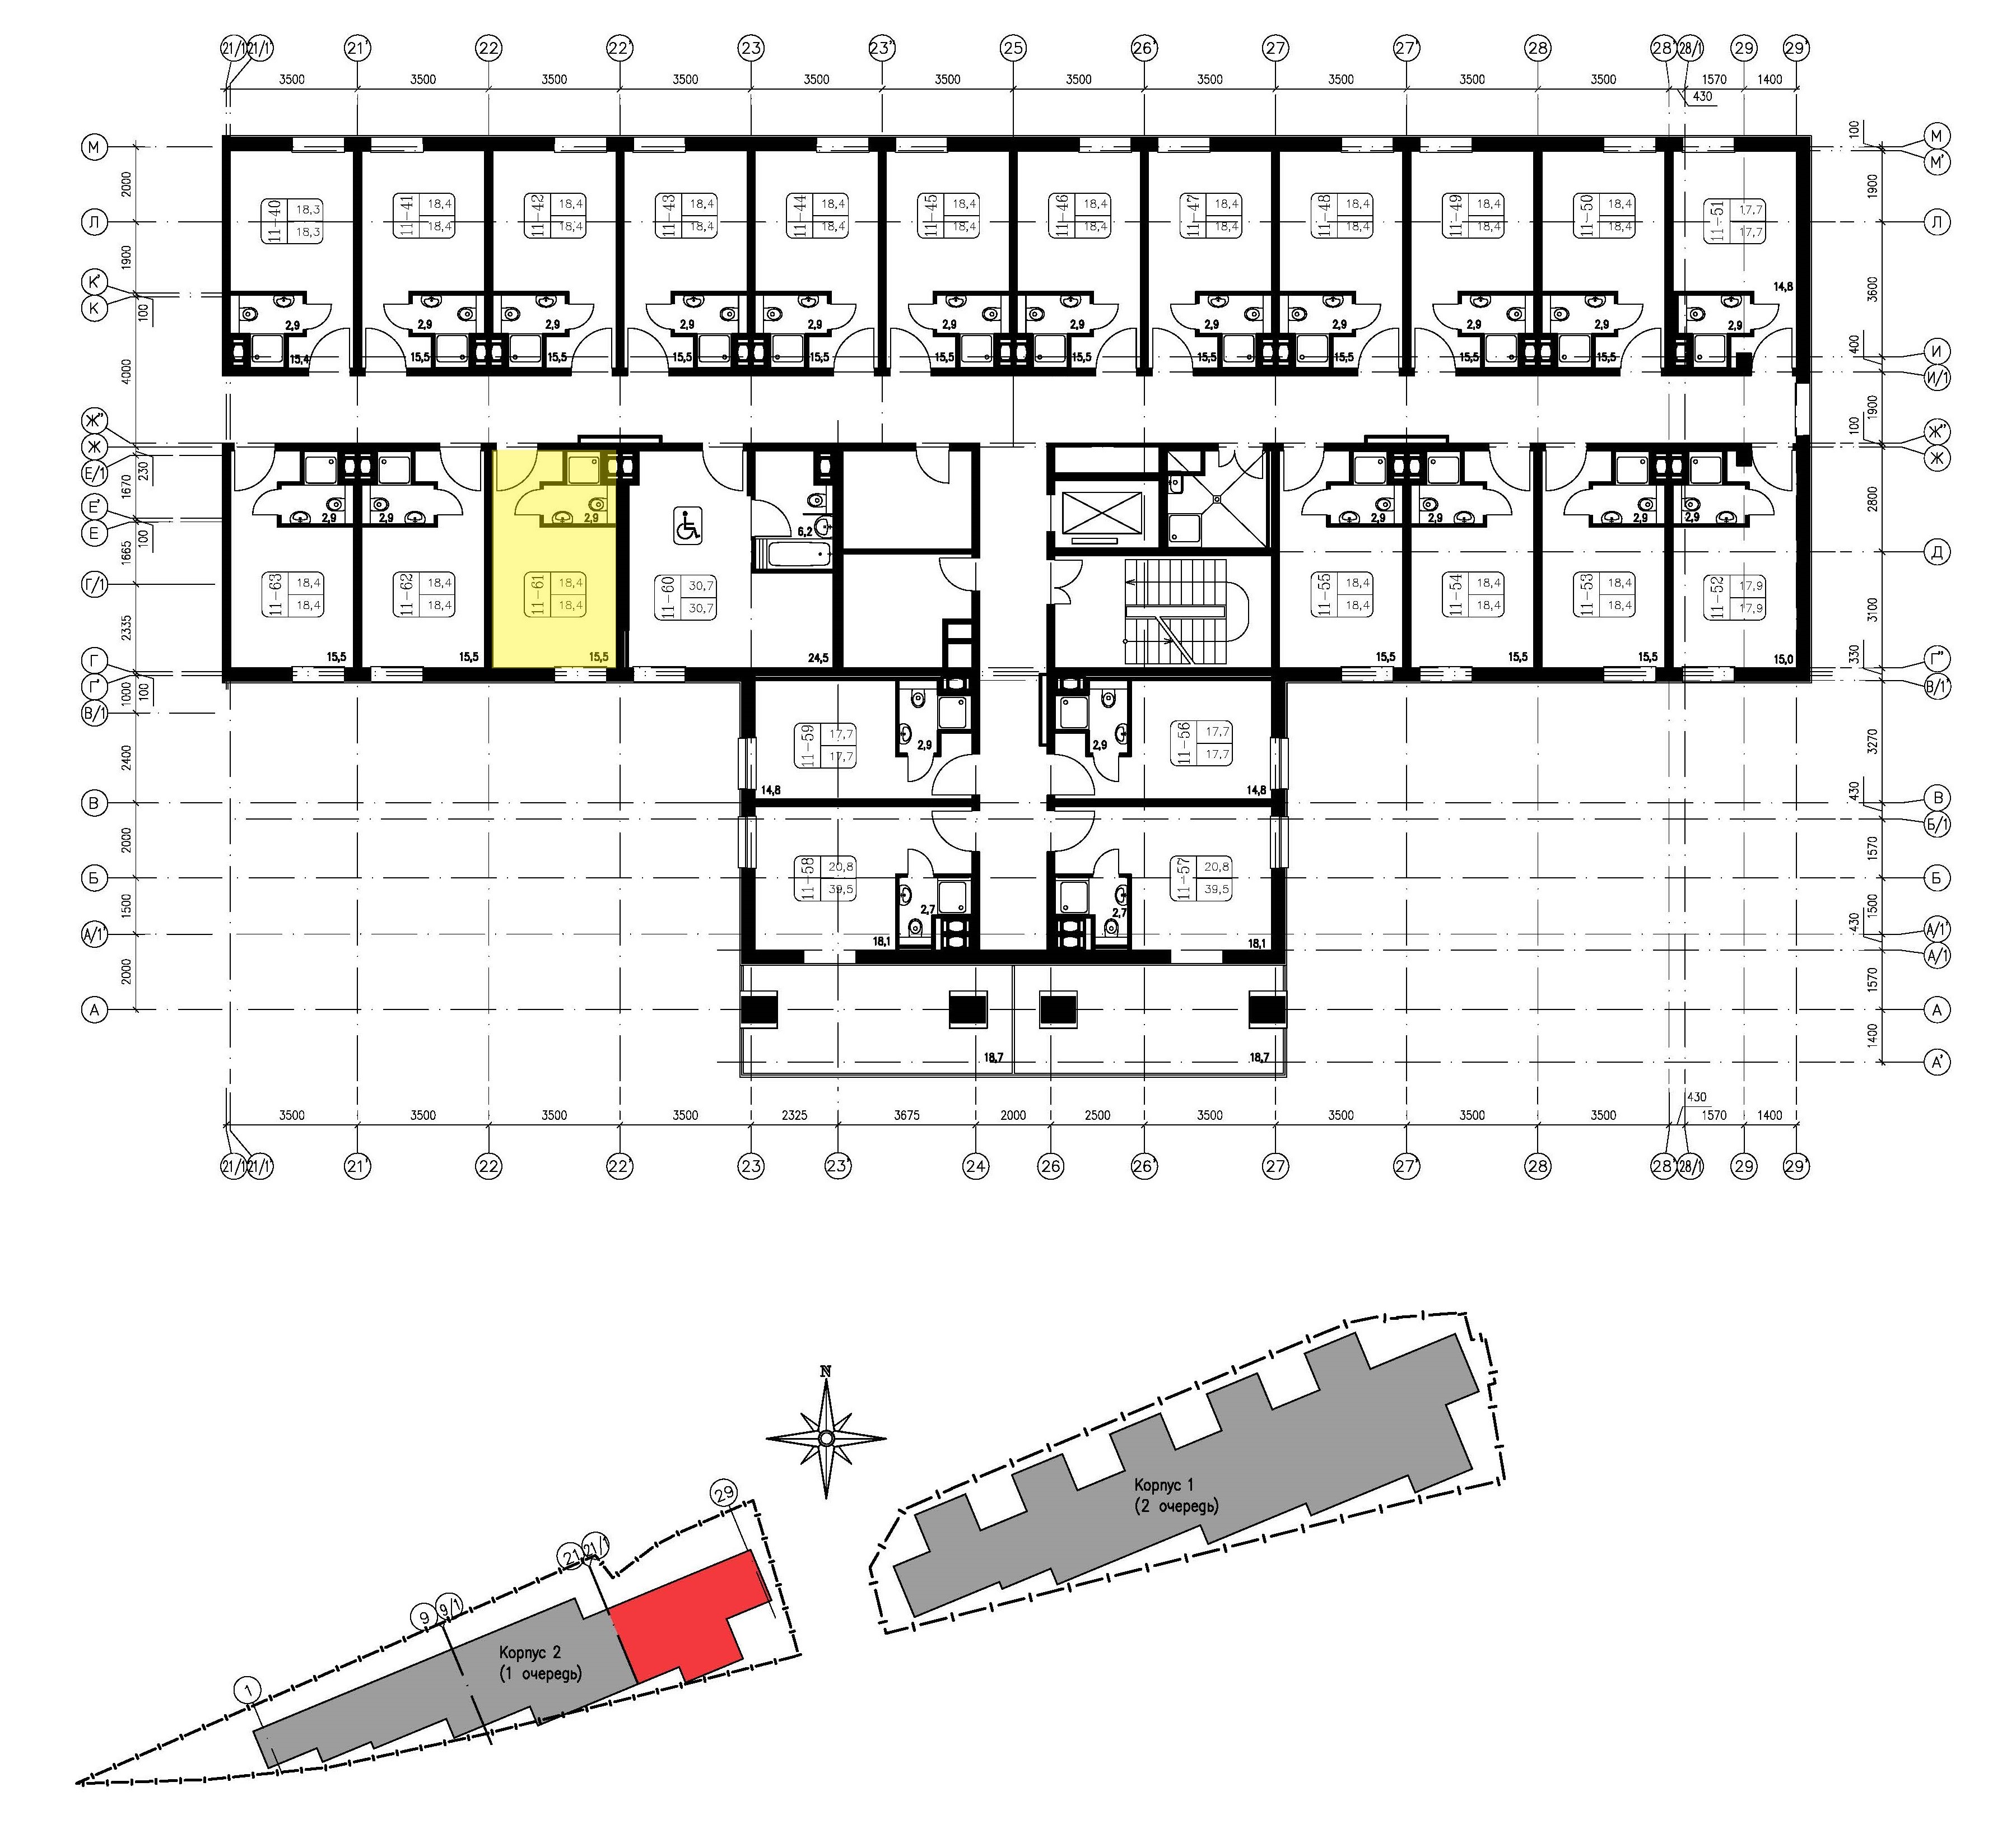 21/1 21/1' 21' 22 22' 23 23" 25 26' 27 27' 28 28' 28/1 29 29'
3500 3500 3500 3500 3500 3500 3500 3500 3500 3500 3500 1570 1400
430
М 100 М
М'
2000 1900
11-40 18,3 18,3
11-41 18,4 18,4
11-42 18,4 18,4
11-43 18,4 18,4
11-44 18,4 18,4
11-45 18,4 18,4
11-46 18,4 18,4
11-47 18,4 18,4
11-48 18,4 18,4
11-49 18,4 18,4
11-50 18,4 18,4
11-51 17,7 17,7
Л Л
1900 3600
К' 14,8
К 100
2,9 2,9 2,9 2,9 2,9 2,9 2,9 2,9 2,9 2,9 2,9 2,9
15,4 15,5 15,5 15,5 15,5 15,5 15,5 15,5 15,5 15,5 15,5
4000 400 И
И/1
1900
Ж" Ж"
Ж 100 Ж
Е/1 230
1670 2800
Е'
Е 100
2,9 2,9 2,9 6,2 2,9 2,9 2,9 2,9
1665 Д
Г/1
11-63 18,4 18,4
11-62 18,4 18,4
11-61 18,4 18,4
11-60 30,7 30,7
11-55 18,4 18,4
11-54 18,4 18,4
11-53 18,4 18,4
11-52 17,9 17,9
2335 3100
15,5 15,5 15,5 24,5 15,5 15,5 15,5 15,0
Г 330 Г"
Г' 1000 100 В/1'
В/1
11-59 17,7 17,7
2,9
14,8
11-56 17,7 17,7
2,9
14,8
2400 3270
В 430 В
Б/1
2000 1570
11-58 20,8 39,5
2,7
18,1
11-57 20,8 39,5
2,7
18,1
Б Б
1500 1500
А/1' 430 А/1'
А/1
2000 1570
А А
1400
18,7 18,7
А'
3500 3500 3500 3500 2325 3675 2000 2500 3500 3500 3500 3500 1570 1400
430
21/1 21/1' 21' 22 22' 23 23' 24 26 26' 27 27' 28 28' 28/1 29 29'
N
Корпус 1
(2 очередь)
29
21 21/1
9 9/1
Корпус 2
(1 очередь)
1